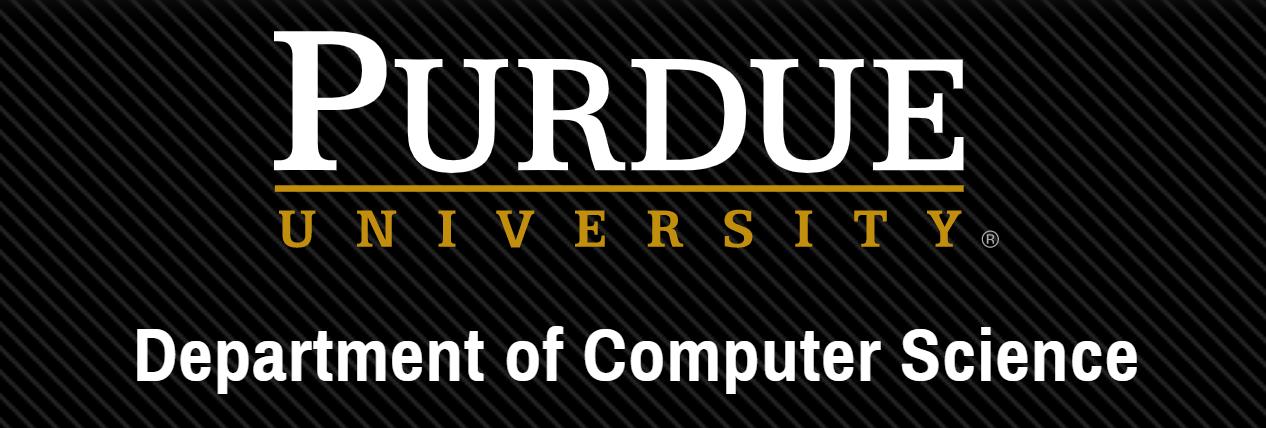 PURDUE
UNIVERSITY®
Department of Computer Science